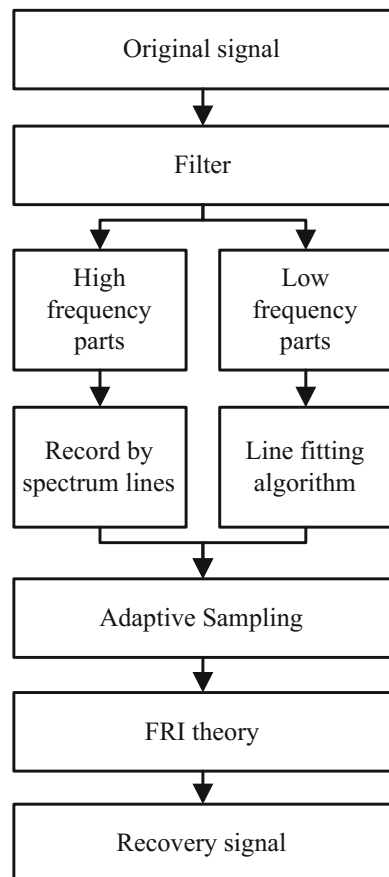 Original signal
Filter
High
frequency
parts
Low
frequency
parts
Record by
spectrum lines
Line fitting
algorithm
Adaptive Sampling
FRI theory
Recovery signal